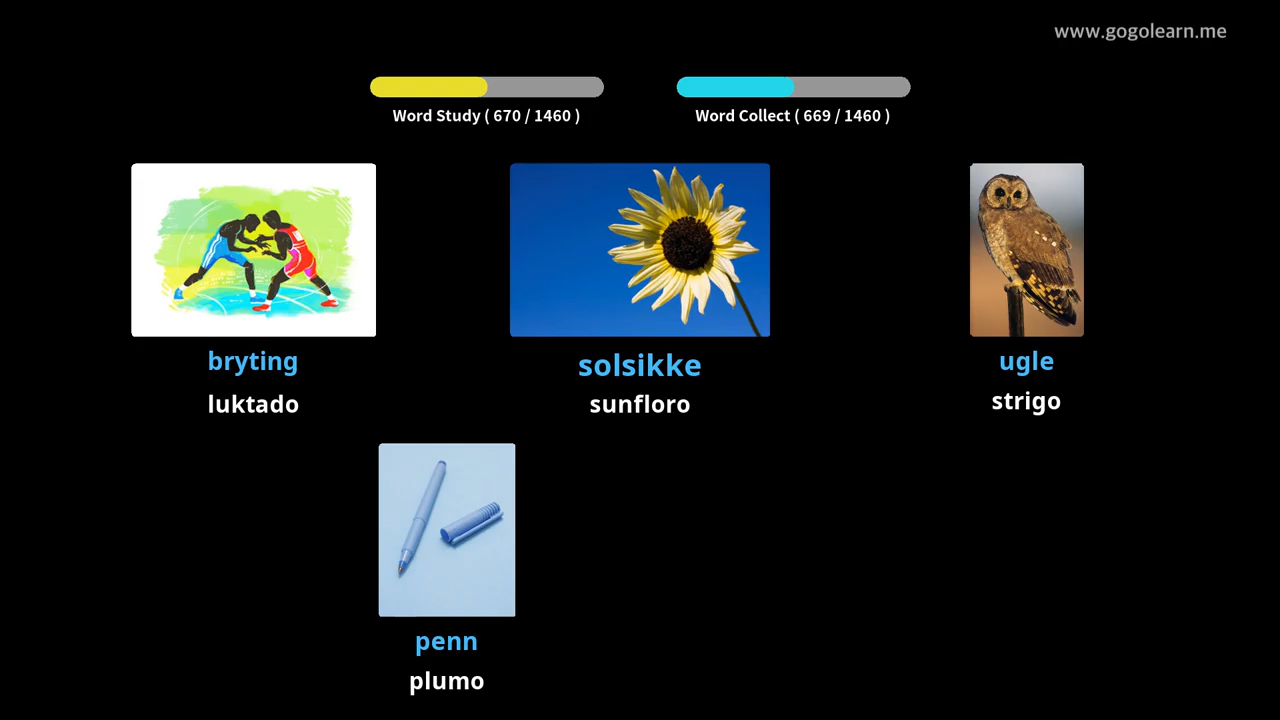 www.gogolearn.me
Word Study ( 670 / 1460 )
Word Collect ( 669 / 1460 )
bryting
luktado
solsikke
sunfloro
ugle
strigo
penn
plumo